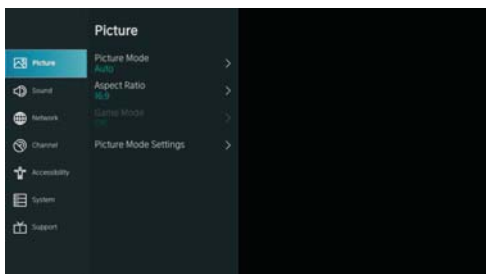 Picture
Picture
Sound
Network
Channel
Accessibility
System
Support
Picture Mode
Auto
Aspect Ratio
16:9
Game Mode
Picture Mode Settings